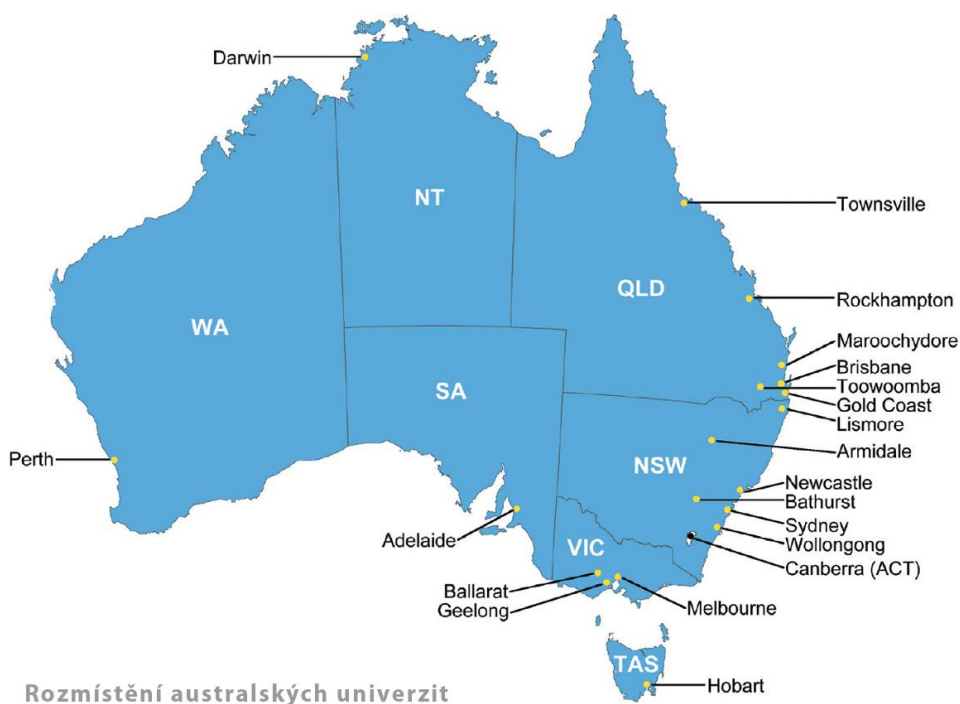 Darwin
NT
Townsville
QLD
Rockhampton
WA
Maroochydore
Brisbane
SA
Toowoomba
Gold Coast
Lismore
Armidale
Perth
NSW
Newcastle
Bathurst
Sydney
Adelaide
VIC
Wollongong
Canberra (ACT)
Ballarat
Geelong
Melbourne
TAS
Hobart
Rozmístění australských univerzit